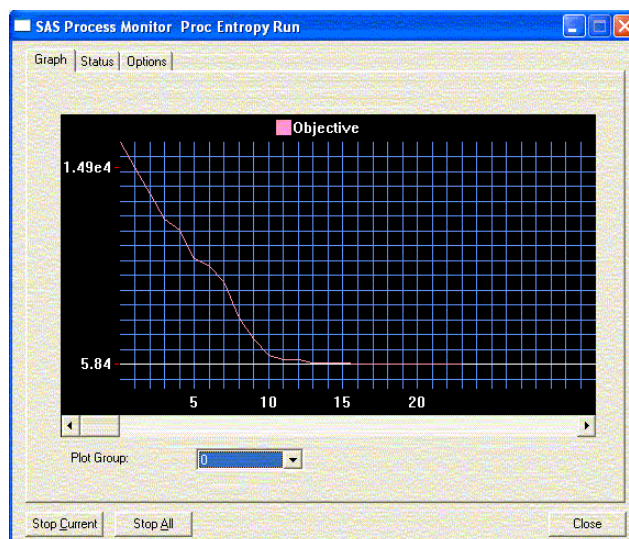 SAS Process Monitor Proc Entropy Run
Graph Status Options
Objective
1.49e4
5.84
5 10 15 20
Plot Group: 0
Stop Current Stop All Close